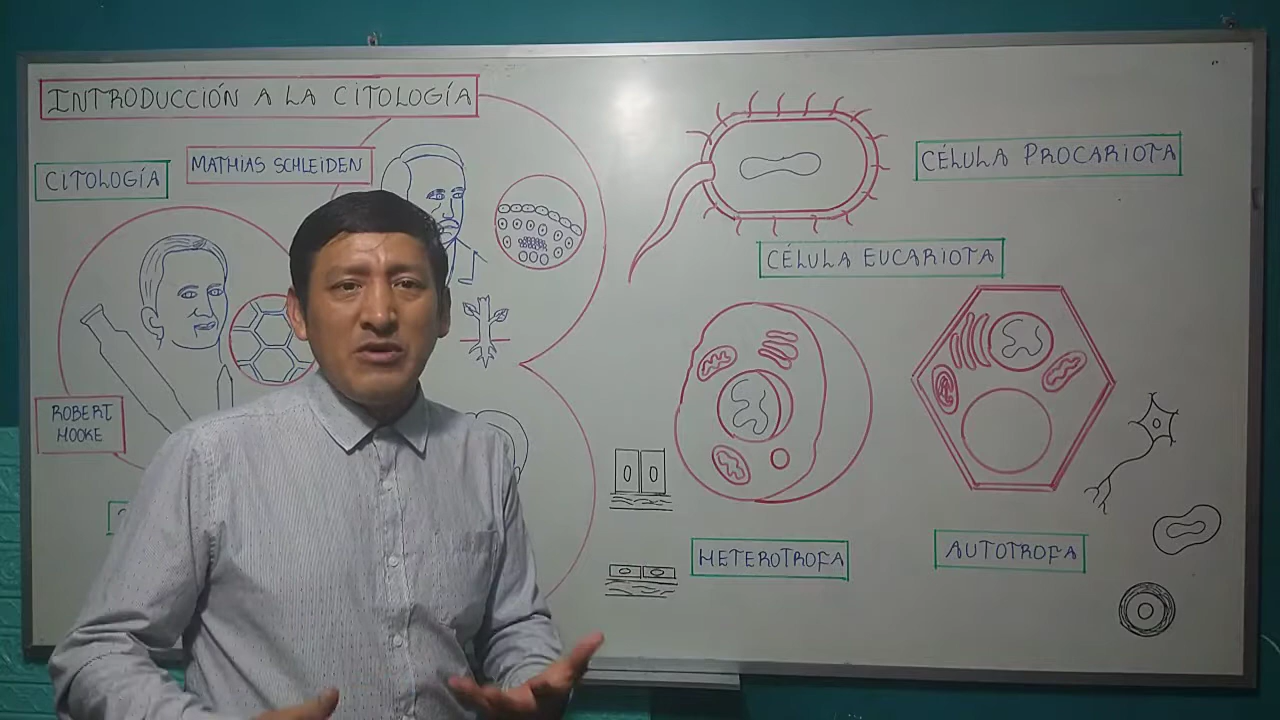 INTRODUCCIÓN A LA CITOLOGÍA
CITOLOGÍA
MATHIAS SCHLEIDEN
ROBERT
HOOKE
CÉLULA PROCARIOTA
CÉLULA EUCARIOTA
HETEROTROFA
AUTOTROFA